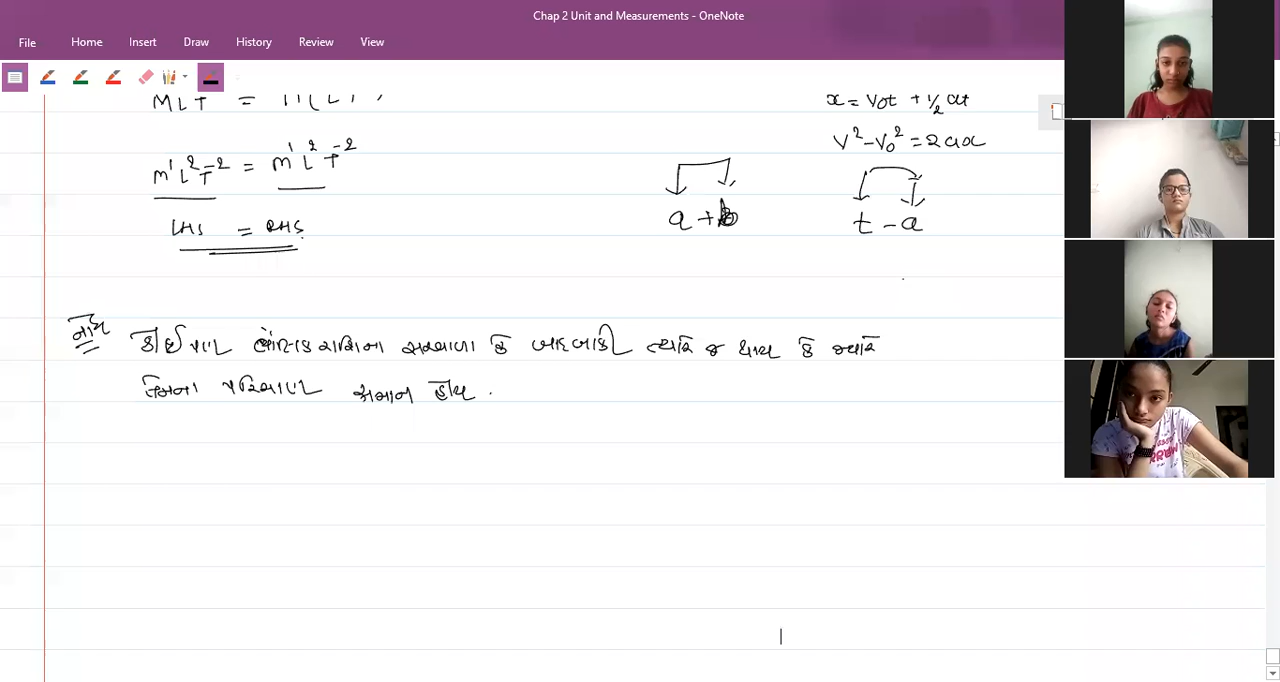 Chap 2 Unit and Measurements - OneNote
File Home Insert Draw History Review View
x = v₀t + 1/2 at
M¹L²T⁻² = M¹L²T⁻²
v² - v₀² = 2ax
LHS = RHS
a + b
t - a
નોંધ કોઈપણ ભૌતિક રાશિના સરવાળા કે બાદબાકી ત્યારે જ થાય કે જ્યારે
તેમના પરિમાણ સમાન હોય.